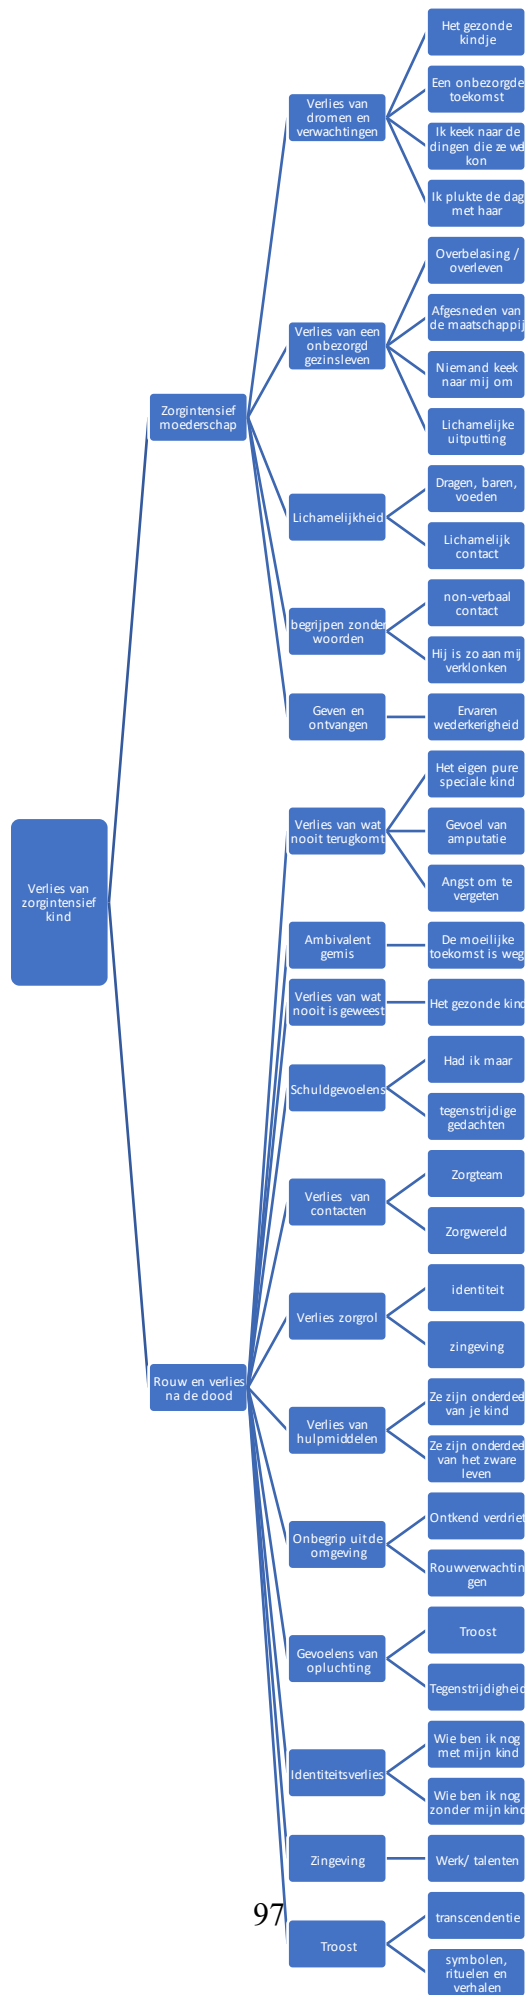 Verlies van
zorgintensief
kind
Zorgintensief
moederschap
Verlies van
dromen en
verwachtingen
Het gezonde
kindje
Een onbezorgde
toekomst
Ik keek naar de
dingen die ze wel
kon
Ik plukte de dag
met haar
Verlies van een
onbezorgd
gezinsleven
Overbelasing /
overleven
Afgesneden van
de maatschappij
Niemand keek
naar mij om
Lichamelijke
uitputting
Lichamelijkheid
Dragen, baren,
voeden
Lichamelijk
contact
begrijpen zonder
woorden
non-verbaal
contact
Hij is zo aan mij
verklonken
Geven en
ontvangen
Ervaren
wederkerigheid
Rouw en verlies
na de dood
Verlies van wat
nooit terugkomt
Het eigen pure
speciale kind
Gevoel van
amputatie
Angst om te
vergeten
Ambivalent
gemis
De moeilijke
toekomst is weg
Verlies van wat
nooit is geweest
Het gezonde kind
Schuldgevoelens
Had ik maar
tegenstrijdige
gedachten
Verlies van
contacten
Zorgteam
Zorgwereld
Verlies zorgrol
identiteit
zingeving
Verlies van
hulpmiddelen
Ze zijn onderdeel
van je kind
Ze zijn onderdeel
van het zware
leven
Onbegrip uit de
omgeving
Ontkend verdriet
Rouwverwachtin
gen
Gevoelens van
opluchting
Troost
Tegenstrijdigheid
Identiteitsverlies
Wie ben ik nog
met mijn kind
Wie ben ik nog
zonder mijn kind
Zingeving
Werk/ talenten
Troost
transcendentie
symbolen,
rituelen en
verhalen
97